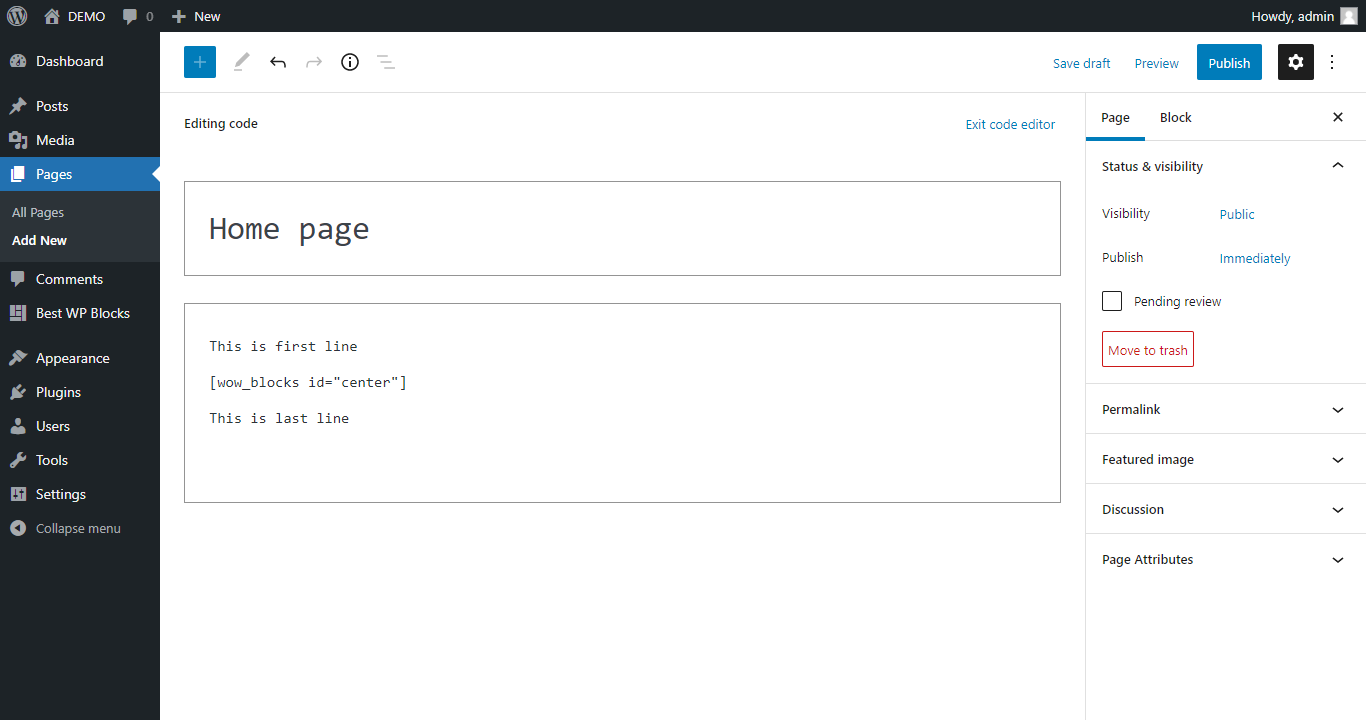 DEMO 0 New Howdy, admin
Dashboard
Posts
Media
Pages
All Pages
Add New
Comments
Best WP Blocks
Appearance
Plugins
Users
Tools
Settings
Collapse menu
Save draft Preview Publish
Editing code Exit code editor
Home page
This is first line
[wow_blocks id="center"]
This is last line
Page Block
Status & visibility
Visibility Public
Publish Immediately
Pending review
Move to trash
Permalink
Featured image
Discussion
Page Attributes